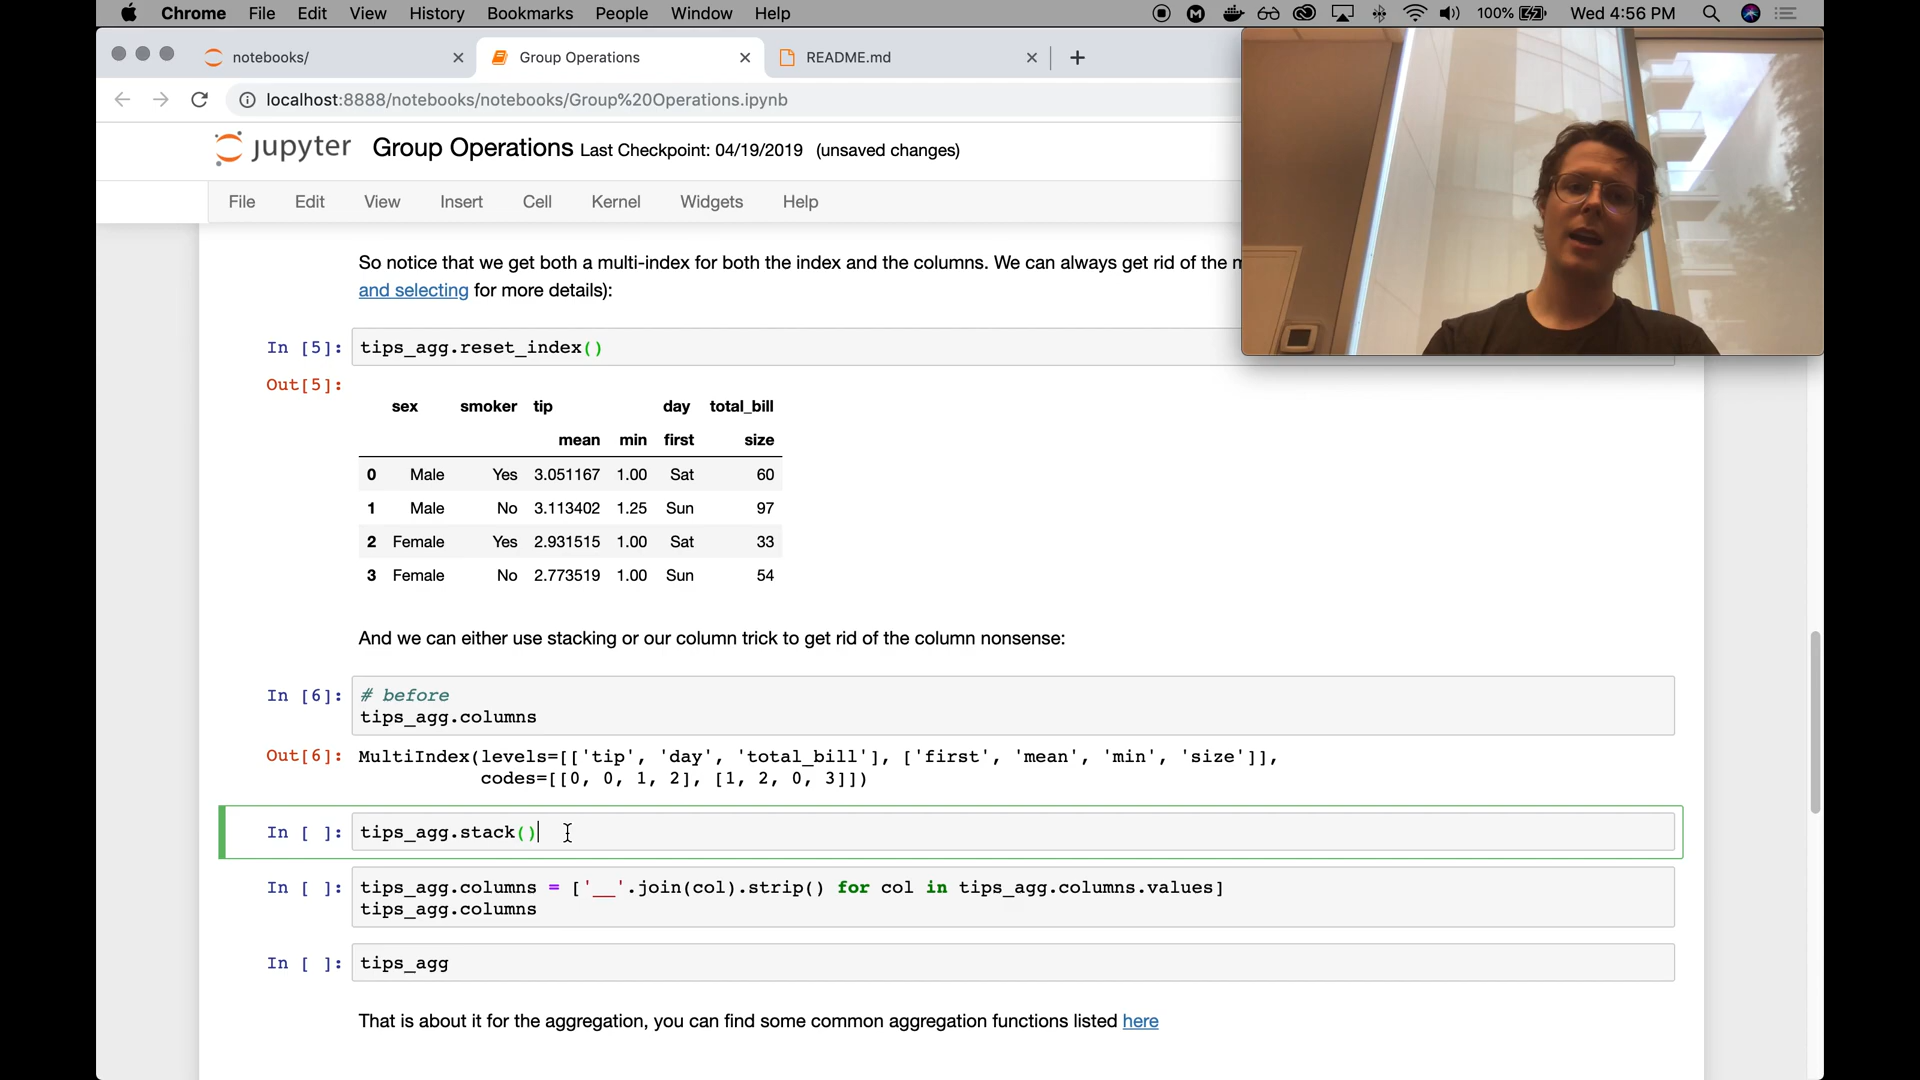 Chrome File Edit View History Bookmarks People Window Help 100% Wed 4:56 PM
notebooks/ Group Operations README.md
localhost:8888/notebooks/notebooks/Group%20Operations.ipynb
jupyter Group Operations Last Checkpoint: 04/19/2019 (unsaved changes)
File Edit View Insert Cell Kernel Widgets Help
So notice that we get both a multi-index for both the index and the columns. We can always get rid of the
and selecting for more details):
In [5]: tips_agg.reset_index()
Out[5]:
sex smoker tip day total_bill
mean min first size
0 Male Yes 3.051167 1.00 Sat 60
1 Male No 3.113402 1.25 Sun 97
2 Female Yes 2.931515 1.00 Sat 33
3 Female No 2.773519 1.00 Sun 54
And we can either use stacking or our column trick to get rid of the column nonsense:
In [6]: # before
tips_agg.columns
Out[6]: MultiIndex(levels=[['tip', 'day', 'total_bill'], ['first', 'mean', 'min', 'size']],
codes=[[0, 0, 1, 2], [1, 2, 0, 3]])
In [ ]: tips_agg.stack()
In [ ]: tips_agg.columns = ['__'.join(col).strip() for col in tips_agg.columns.values]
tips_agg.columns
In [ ]: tips_agg
That is about it for the aggregation, you can find some common aggregation functions listed here